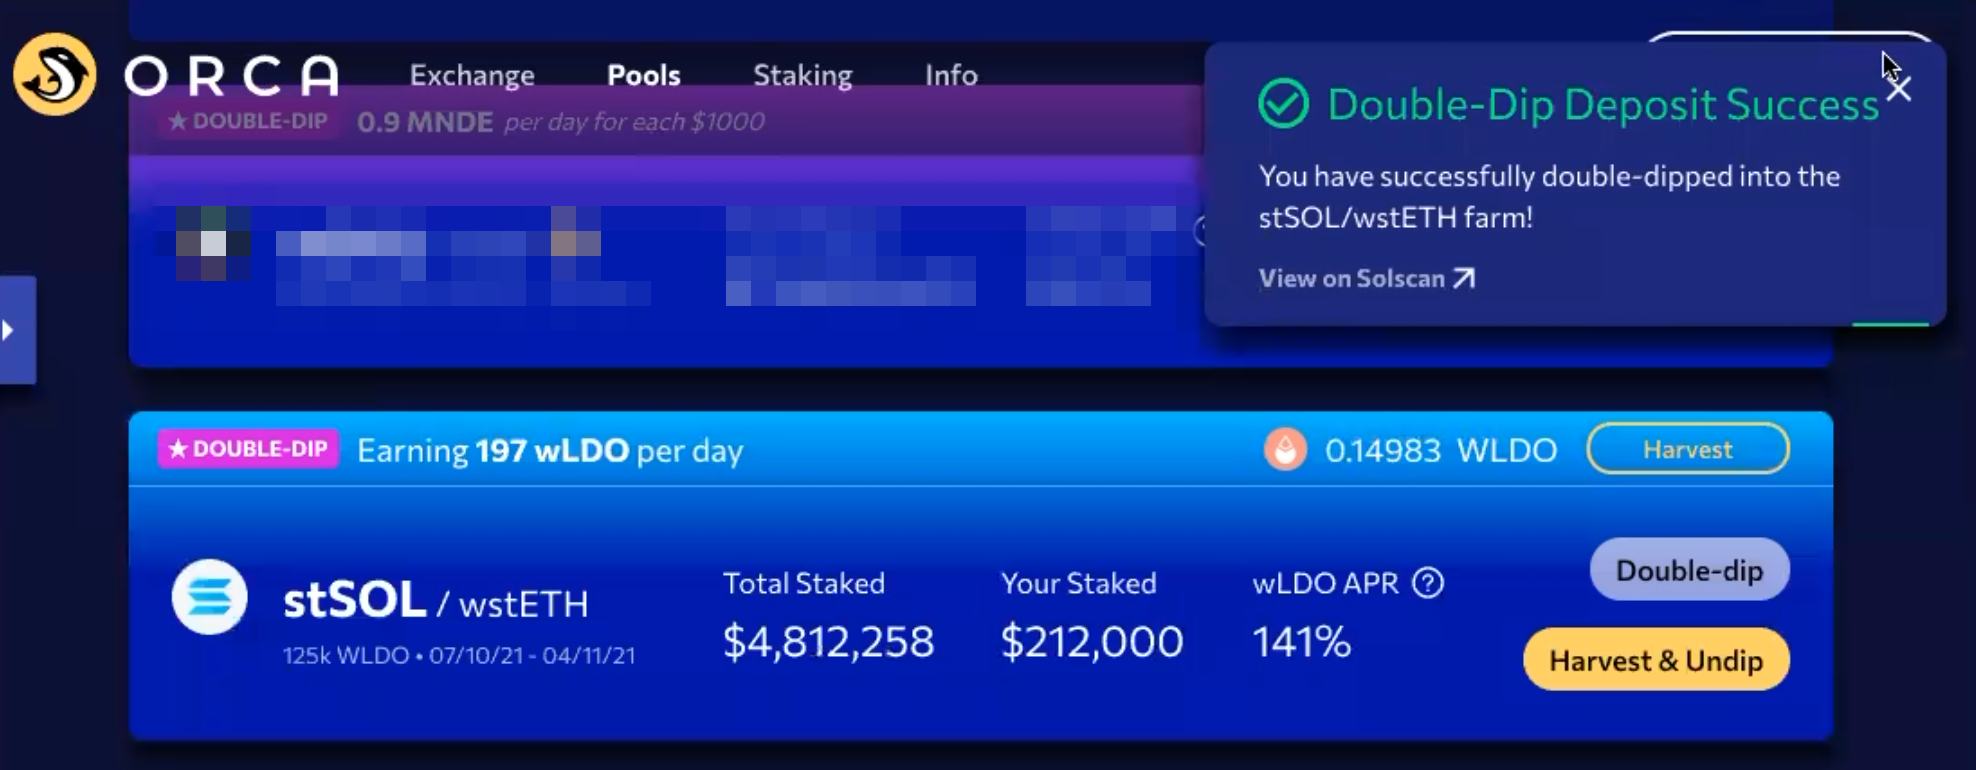 ORCA Exchange Pools Staking Info
★ DOUBLE-DIP 0.9 MNDE per day for each $1000
Double-Dip Deposit Success
You have successfully double-dipped into the
stSOL/wstETH farm!
View on Solscan
★ DOUBLE-DIP Earning 197 wLDO per day 0.14983 WLDO Harvest
stSOL / wstETH
125k WLDO • 07/10/21 - 04/11/21
Total Staked
$4,812,258
Your Staked
$212,000
wLDO APR ?
141%
Double-dip
Harvest & Undip